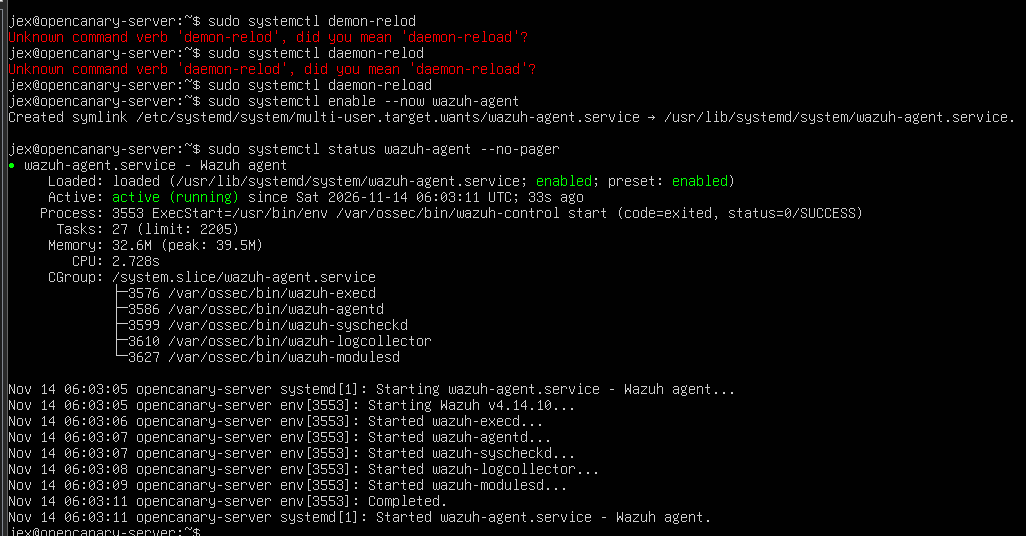 jex@opencanary-server:~$ sudo systemctl demon-relod
Unknown command verb 'demon-relod', did you mean 'daemon-reload'?
jex@opencanary-server:~$ sudo systemctl daemon-relod
Unknown command verb 'daemon-relod', did you mean 'daemon-reload'?
jex@opencanary-server:~$ sudo systemctl daemon-reload
jex@opencanary-server:~$ sudo systemctl enable --now wazuh-agent
Created symlink /etc/systemd/system/multi-user.target.wants/wazuh-agent.service → /usr/lib/systemd/system/wazuh-agent.service.
jex@opencanary-server:~$ sudo systemctl status wazuh-agent --no-pager
● wazuh-agent.service - Wazuh agent
     Loaded: loaded (/usr/lib/systemd/system/wazuh-agent.service; enabled; preset: enabled)
     Active: active (running) since Sat 2026-11-14 06:03:11 UTC; 33s ago
    Process: 3553 ExecStart=/usr/bin/env /var/ossec/bin/wazuh-control start (code=exited, status=0/SUCCESS)
      Tasks: 27 (limit: 2205)
     Memory: 32.6M (peak: 39.5M)
        CPU: 2.728s
     CGroup: /system.slice/wazuh-agent.service
             ├─3576 /var/ossec/bin/wazuh-execd
             ├─3586 /var/ossec/bin/wazuh-agentd
             ├─3599 /var/ossec/bin/wazuh-syscheckd
             ├─3610 /var/ossec/bin/wazuh-logcollector
             └─3627 /var/ossec/bin/wazuh-modulesd
Nov 14 06:03:05 opencanary-server systemd[1]: Starting wazuh-agent.service - Wazuh agent...
Nov 14 06:03:05 opencanary-server env[3553]: Starting Wazuh v4.14.10...
Nov 14 06:03:06 opencanary-server env[3553]: Started wazuh-execd...
Nov 14 06:03:07 opencanary-server env[3553]: Started wazuh-agentd...
Nov 14 06:03:07 opencanary-server env[3553]: Started wazuh-syscheckd...
Nov 14 06:03:08 opencanary-server env[3553]: Started wazuh-logcollector...
Nov 14 06:03:09 opencanary-server env[3553]: Started wazuh-modulesd...
Nov 14 06:03:11 opencanary-server env[3553]: Completed.
Nov 14 06:03:11 opencanary-server systemd[1]: Started wazuh-agent.service - Wazuh agent.
jex@opencanary-server:~$